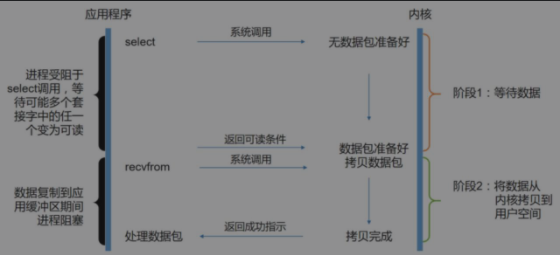 应用程序
内核
select
系统调用
无数据包准备好
进程受阻于
select调用，等
待可能多个套
接字中的任一
个变为可读
阶段1：等待数据
返回可读条件
数据包准备好
recvfrom
系统调用
拷贝数据包
数据复制到应
用缓冲区期间
进程阻塞
阶段2：将数据从
内核拷贝到
用户空间
返回成功指示
处理数据包
拷贝完成